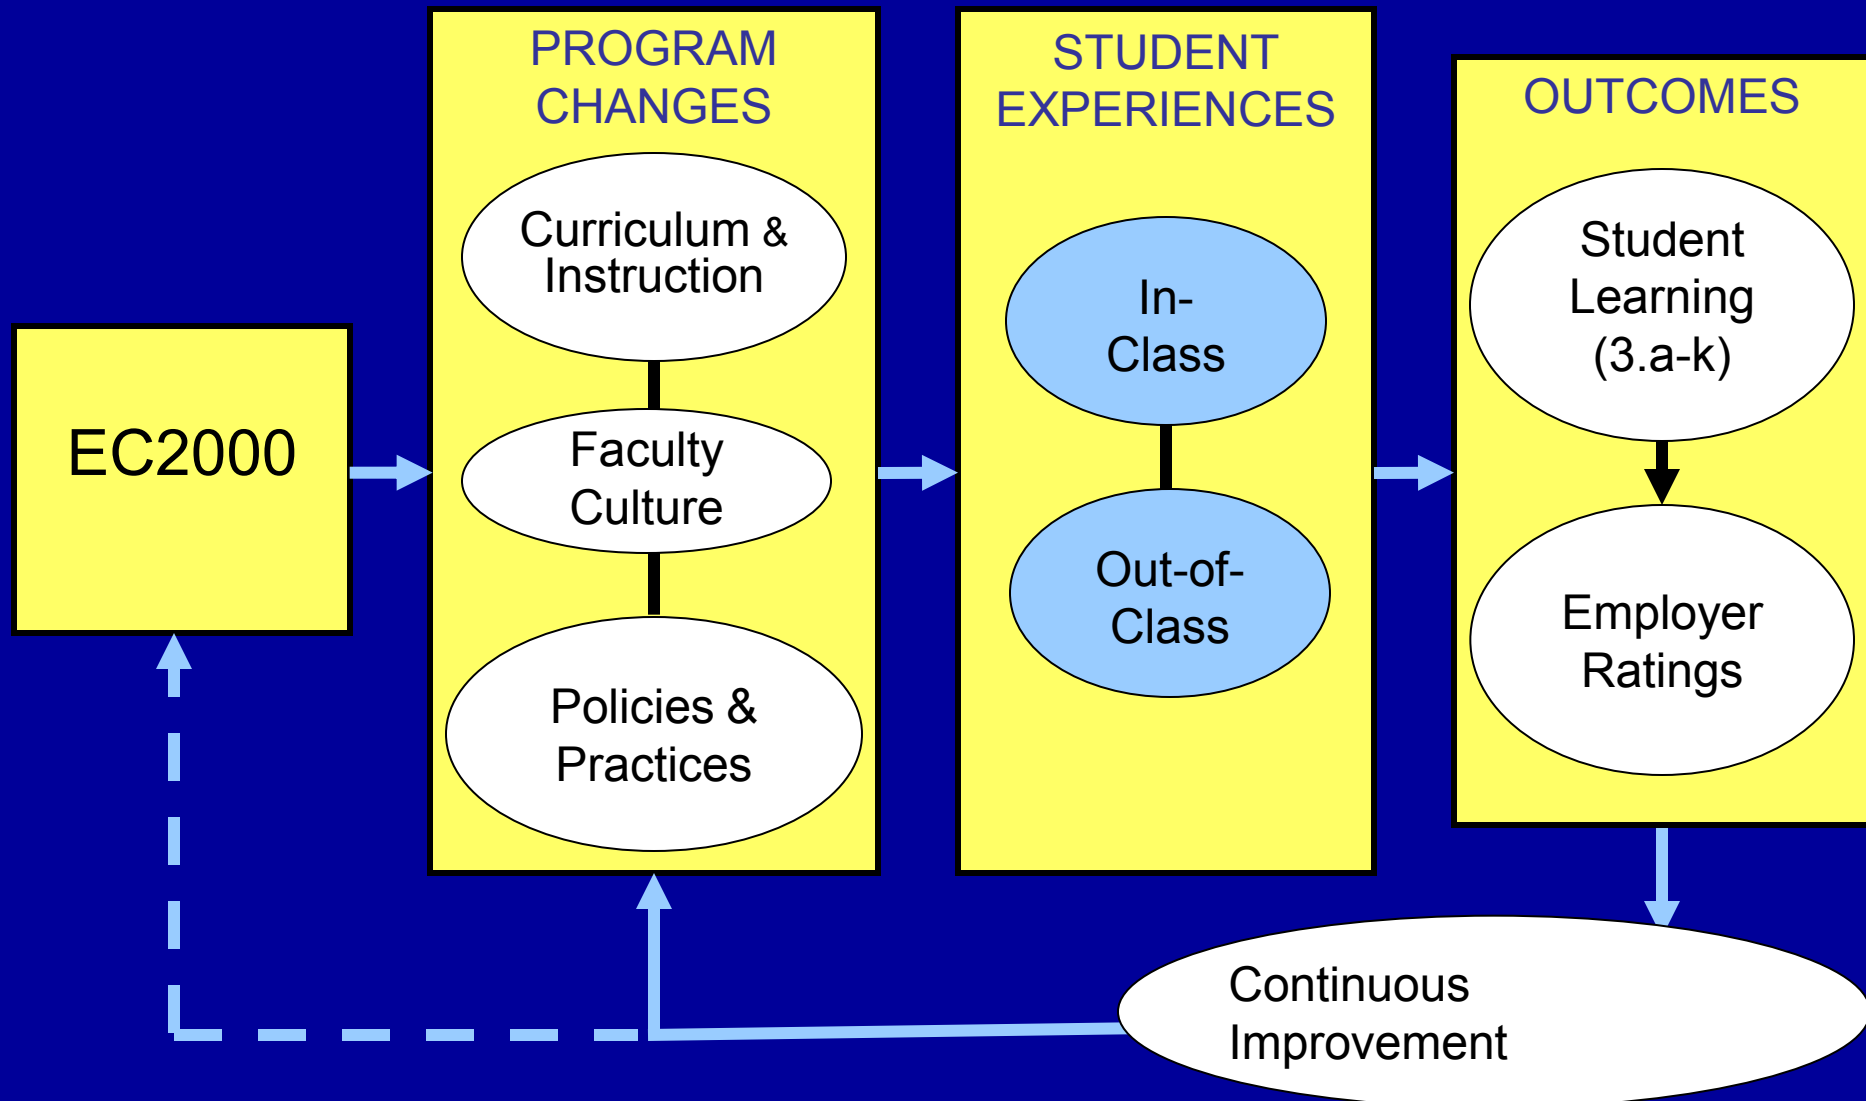 EC2000
PROGRAM
CHANGES
Curriculum &
Instruction
Faculty
Culture
Policies &
Practices
STUDENT
EXPERIENCES
In-
Class
Out-of-
Class
OUTCOMES
Student
Learning
(3.a-k)
Employer
Ratings
Continuous
Improvement